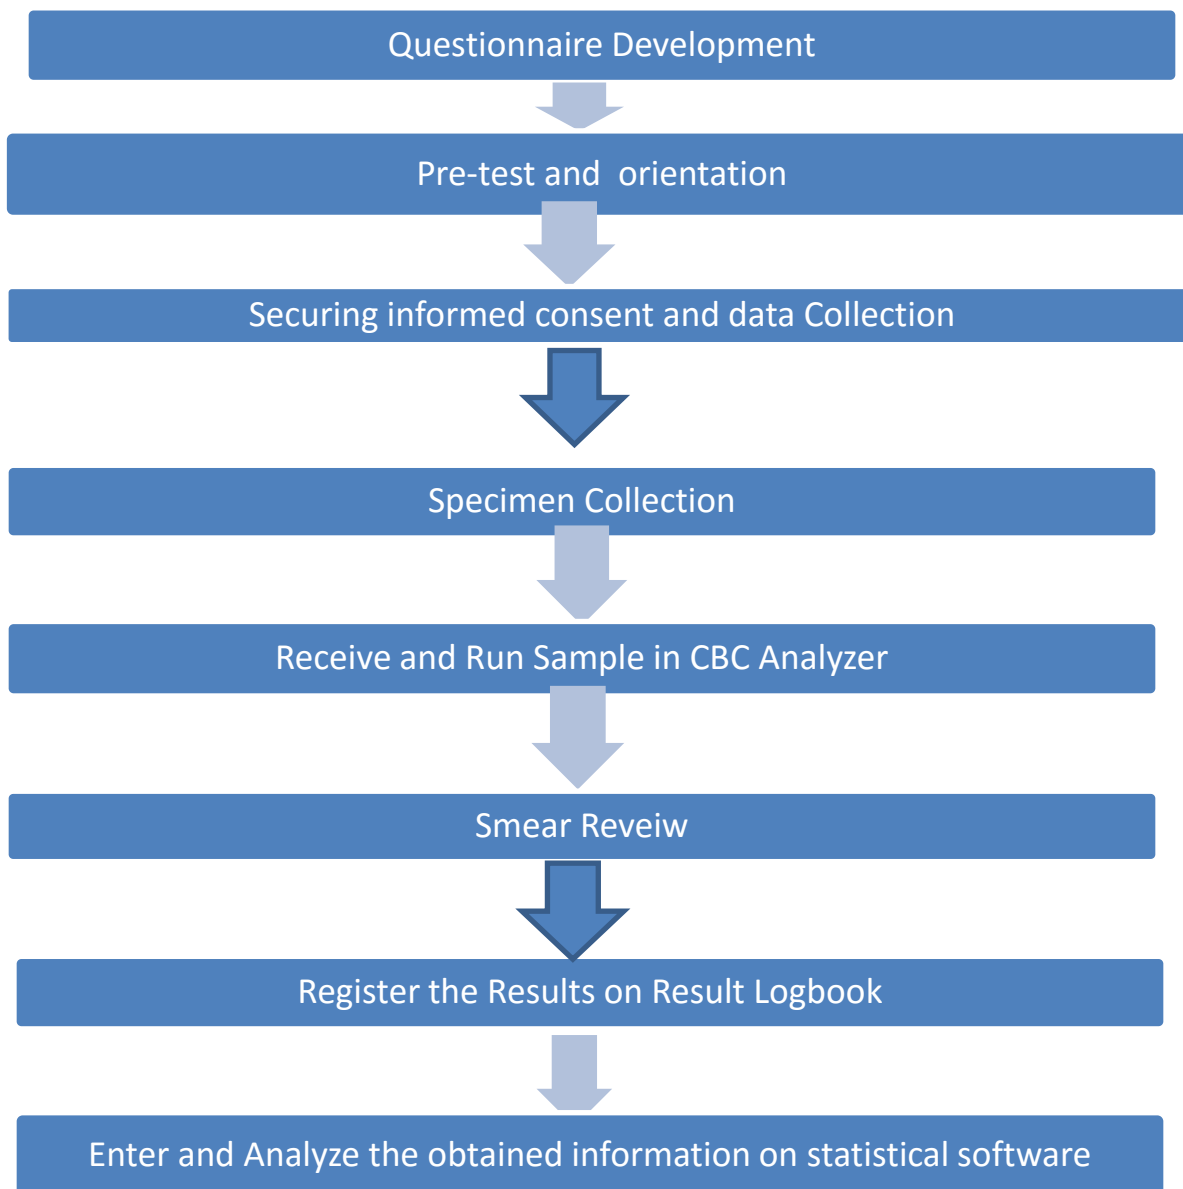 Questionnaire Development
Pre-test and  orientation
Securing informed consent and data Collection
Specimen Collection
Receive and Run Sample in CBC Analyzer
Smear Reveiw
Register the Results on Result Logbook
Enter and Analyze the obtained information on statistical software